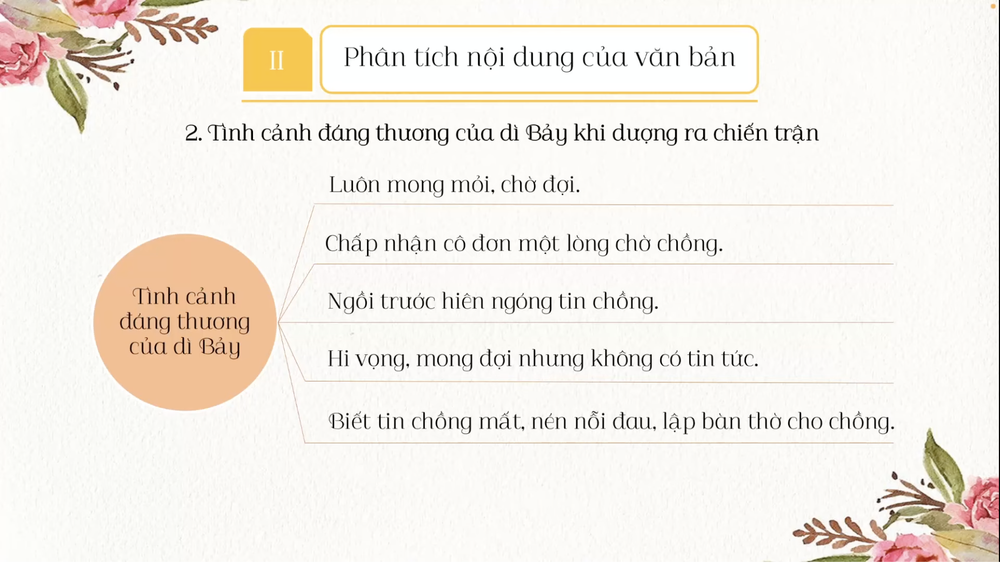 II
Phân tích nội dung của văn bản
2. Tình cảnh đáng thương của dì Bảy khi dượng ra chiến trận
Luôn mong mỏi, chờ đợi.
Chấp nhận cô đơn một lòng chờ chồng.
Ngồi trước hiên ngóng tin chồng.
Hi vọng, mong đợi nhưng không có tin tức.
Biết tin chồng mất, nén nỗi đau, lập bàn thờ cho chồng.
Tình cảnh
đáng thương
của dì Bảy